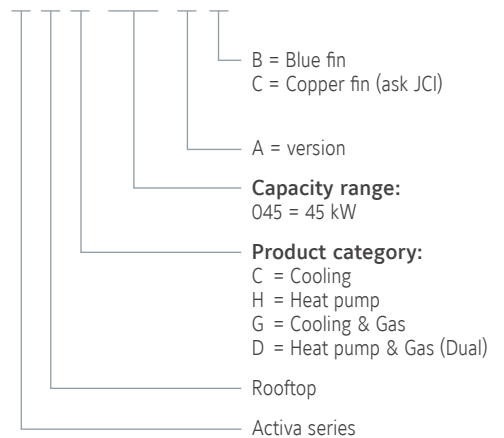 B = Blue fin
C = Copper fin (ask JCI)
A = version
Capacity range:
045 = 45 kW
Product category:
C = Cooling
H = Heat pump
G = Cooling & Gas
D = Heat pump & Gas (Dual)
Rooftop
Activa series